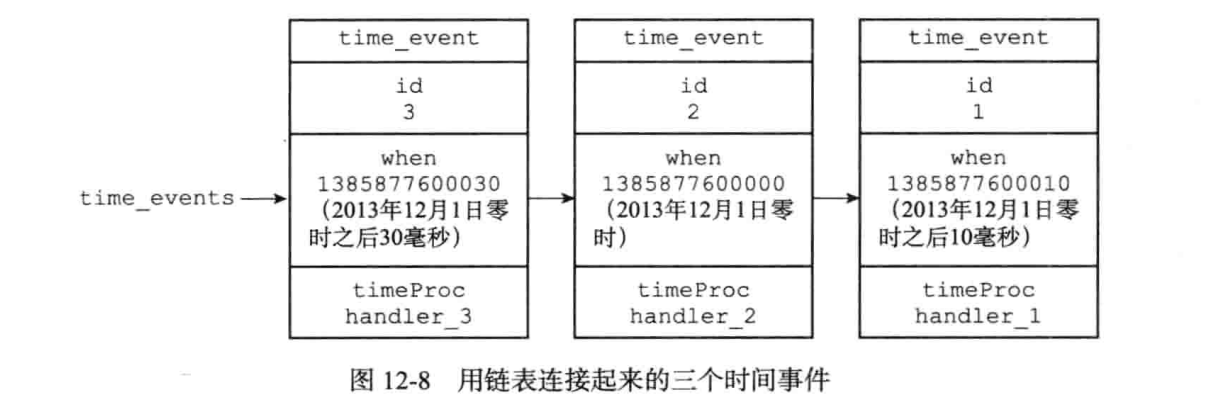 time_event
id
3
when
1385877600030
（2013年12月1日零
时之后30毫秒）
timeProc
handler_3
time_event
id
2
when
1385877600000
（2013年12月1日零
时）
timeProc
handler_2
time_event
id
1
when
1385877600010
（2013年12月1日零
时之后10毫秒）
timeProc
handler_1
time_events
图 12-8 用链表连接起来的三个时间事件